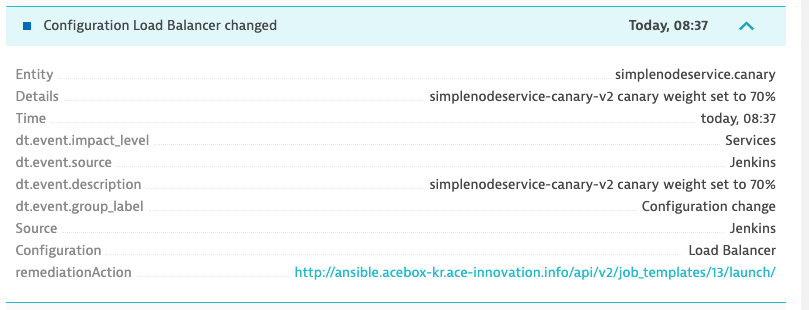 Configuration Load Balancer changed Today, 08:37
Entity simplenodeservice.canary
Details simplenodeservice-canary-v2 canary weight set to 70%
Time today, 08:37
dt.event.impact_level Services
dt.event.source Jenkins
dt.event.description simplenodeservice-canary-v2 canary weight set to 70%
dt.event.group_label Configuration change
Source Jenkins
Configuration Load Balancer
remediationAction http://ansible.acebox-kr.ace-innovation.info/api/v2/job_templates/13/launch/